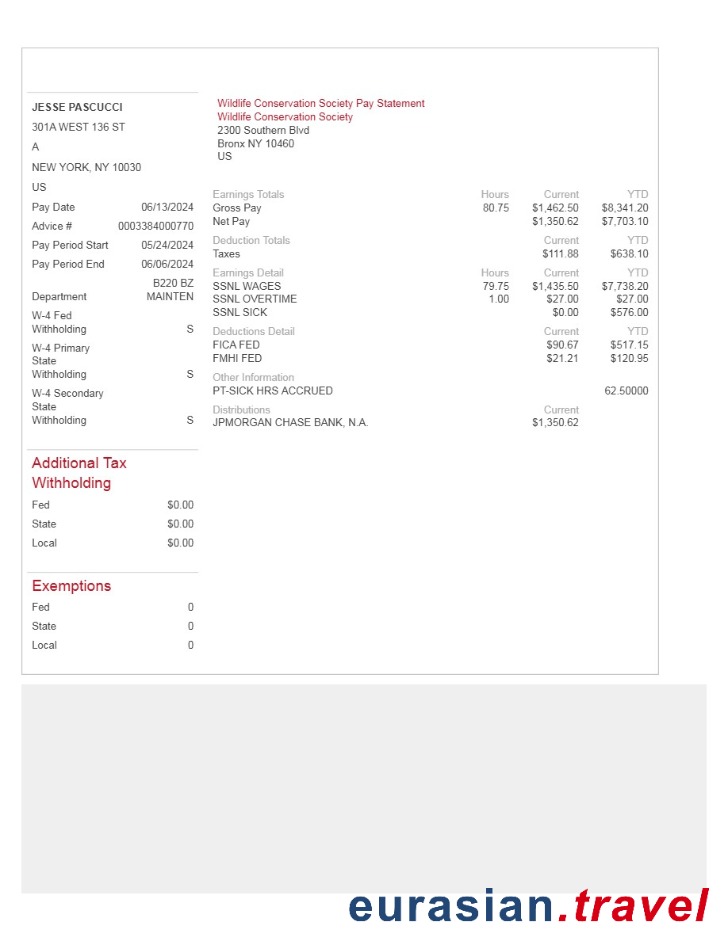 JESSE PASCUCCI
301A WEST 136 ST
A
NEW YORK, NY 10030
US
Pay Date 06/13/2024
Advice # 0003384000770
Pay Period Start 05/24/2024
Pay Period End 06/06/2024
B220 BZ
Department MAINTEN
W-4 Fed
Withholding S
W-4 Primary
State
Withholding S
W-4 Secondary
State
Withholding S
Additional Tax
Withholding
Fed $0.00
State $0.00
Local $0.00
Exemptions
Fed 0
State 0
Local 0
Wildlife Conservation Society Pay Statement
Wildlife Conservation Society
2300 Southern Blvd
Bronx NY 10460
US
Earnings Totals Hours Current YTD
Gross Pay 80.75 $1,462.50 $8,341.20
Net Pay $1,350.62 $7,703.10
Deduction Totals Current YTD
Taxes $111.88 $638.10
Earnings Detail Hours Current YTD
SSNL WAGES 79.75 $1,435.50 $7,738.20
SSNL OVERTIME 1.00 $27.00 $27.00
SSNL SICK $0.00 $576.00
Deductions Detail Current YTD
FICA FED $90.67 $517.15
FMHI FED $21.21 $120.95
Other Information
PT-SICK HRS ACCRUED 62.50000
Distributions Current
JPMORGAN CHASE BANK, N.A. $1,350.62
eurasian.travel